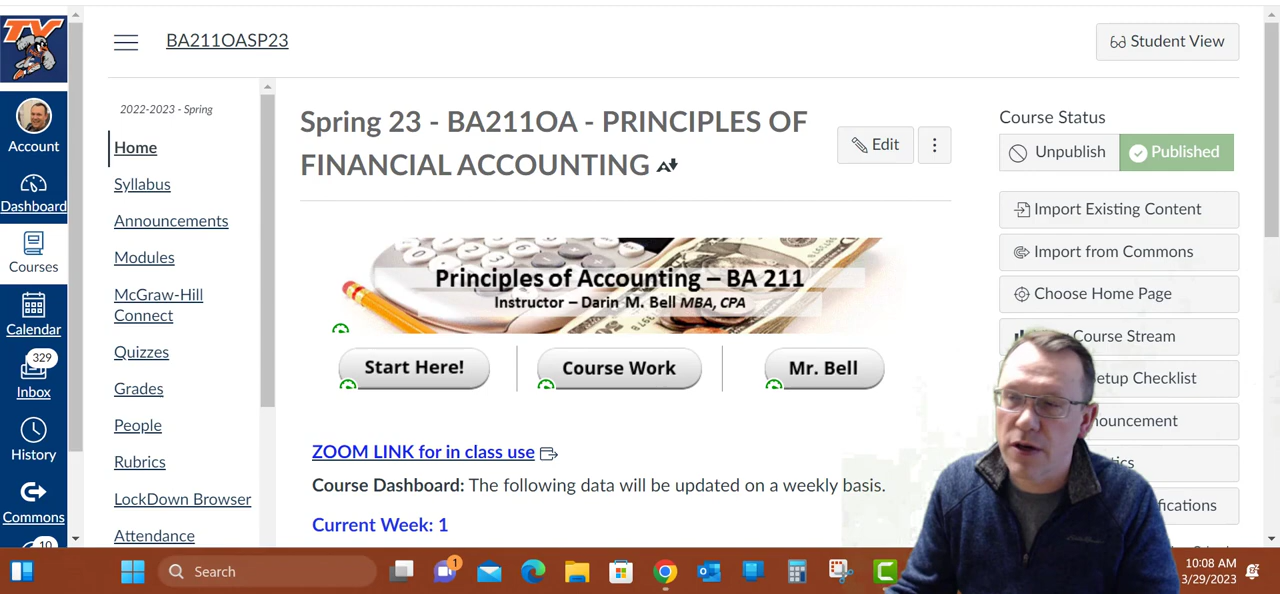 TV
BA211OASP23
Student View
Account
Dashboard
Courses
Calendar
329
Inbox
History
Commons
10
2022-2023 - Spring
Home
Syllabus
Announcements
Modules
McGraw-Hill
Connect
Quizzes
Grades
People
Rubrics
LockDown Browser
Attendance
Spring 23 - BA211OA - PRINCIPLES OF
FINANCIAL ACCOUNTING
Edit
Principles of Accounting – BA 211
Instructor – Darin M. Bell MBA, CPA
Start Here!
Course Work
Mr. Bell
ZOOM LINK for in class use
Course Dashboard: The following data will be updated on a weekly basis.
Current Week: 1
Course Status
Unpublish
Published
Import Existing Content
Import from Commons
Choose Home Page
Course Stream
Checklist
Search
1
10:08 AM
3/29/2023